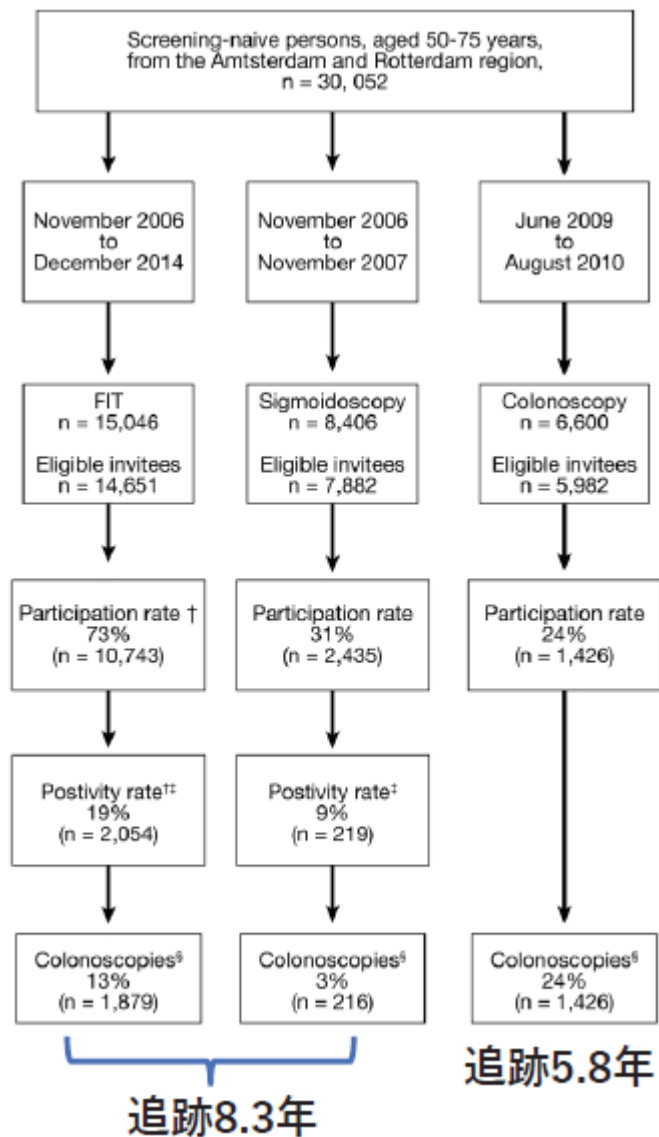 Screening-naive persons, aged 50-75 years,
from the Amtsterdam and Rotterdam region,
n = 30, 052
November 2006
to
December 2014
November 2006
to
November 2007
June 2009
to
August 2010
FIT
n = 15,046
Eligible invitees
n = 14,651
Sigmoidoscopy
n = 8,406
Eligible invitees
n = 7,882
Colonoscopy
n = 6,600
Eligible invitees
n = 5,982
Participation rate †
73%
(n = 10,743)
Participation rate
31%
(n = 2,435)
Participation rate
24%
(n = 1,426)
Postivity rate†‡
19%
(n = 2,054)
Postivity rate‡
9%
(n = 219)
Colonoscopies§
13%
(n = 1,879)
Colonoscopies§
3%
(n = 216)
Colonoscopies§
24%
(n = 1,426)
追跡8.3年
追跡5.8年